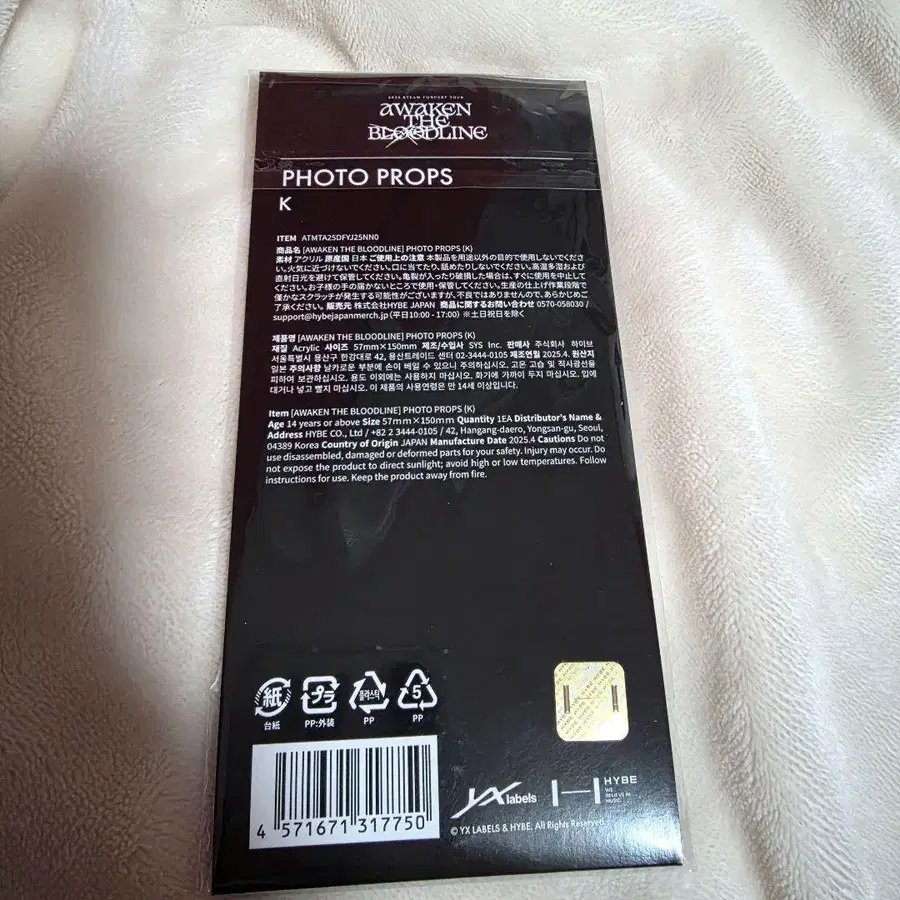 2025 &TEAM CONCERT TOUR
AWAKEN
THE
BLOODLINE
PHOTO PROPS
K
ITEM ATMTA25DFYJ25NN0
商品名 [AWAKEN THE BLOODLINE] PHOTO PROPS (K)
素材 アクリル 原産国 日本 ご使用上の注意 本製品を用途以外の目的で使用しないでくださ
い。火気に近づけないでください。口に当てたり、舐めたりしないでください。高温多湿および
直射日光を避けて保管してください。亀裂が入ったり破損した場合は、すぐに使用を中止して
ください。お子様の手の届かないところで使用・保管してください。生産の仕上げ作業段階で
僅かなスクラッチが発生する可能性がございますが、不良ではありませんので、あらかじめご
了承ください。 販売元 株式会社HYBE JAPAN 商品に関するお問い合わせ 0570-058030 /
support@hybejapanmerch.jp (平日10:00 - 17:00) ※土日祝日を除く
제품명 [AWAKEN THE BLOODLINE] PHOTO PROPS (K)
재질 Acrylic 사이즈 57mm×150mm 제조/수입사 SYS Inc. 판매사 주식회사 하이브
서울특별시 용산구 한강대로 42, 용산트레이드 센터 02-3444-0105 제조연월 2025.4. 원산지
일본 주의사항 날카로운 부분에 손이 베일 수 있으니 주의하십시오. 고온 고습 및 직사광선을
피하여 보관하십시오. 용도 이외에는 사용하지 마십시오. 화기에 가까이 두지 마십시오. 입에
대거나 넣고 빨지 마십시오. 이 제품의 사용연령은 만 14세 이상입니다.
Item [AWAKEN THE BLOODLINE] PHOTO PROPS (K)
Age 14 years or above Size 57mm×150mm Quantity 1EA Distributor's Name &
Address HYBE CO., Ltd / +82 2 3444-0105 / 42, Hangang-daero, Yongsan-gu, Seoul,
04389 Korea Country of Origin JAPAN Manufacture Date 2025.4 Cautions Do not
use disassembled, damaged or deformed parts for your safety. Injury may occur. Do
not expose the product to direct sunlight; avoid high or low temperatures. Follow
instructions for use. Keep the product away from fire.
紙 プラ 플라스틱 5
台紙 PP:外装 PP PP
4 571671 317750
YX labels
HYBE
WE
BELIEVE IN
MUSIC
© YX LABELS & HYBE. All Rights Reserved